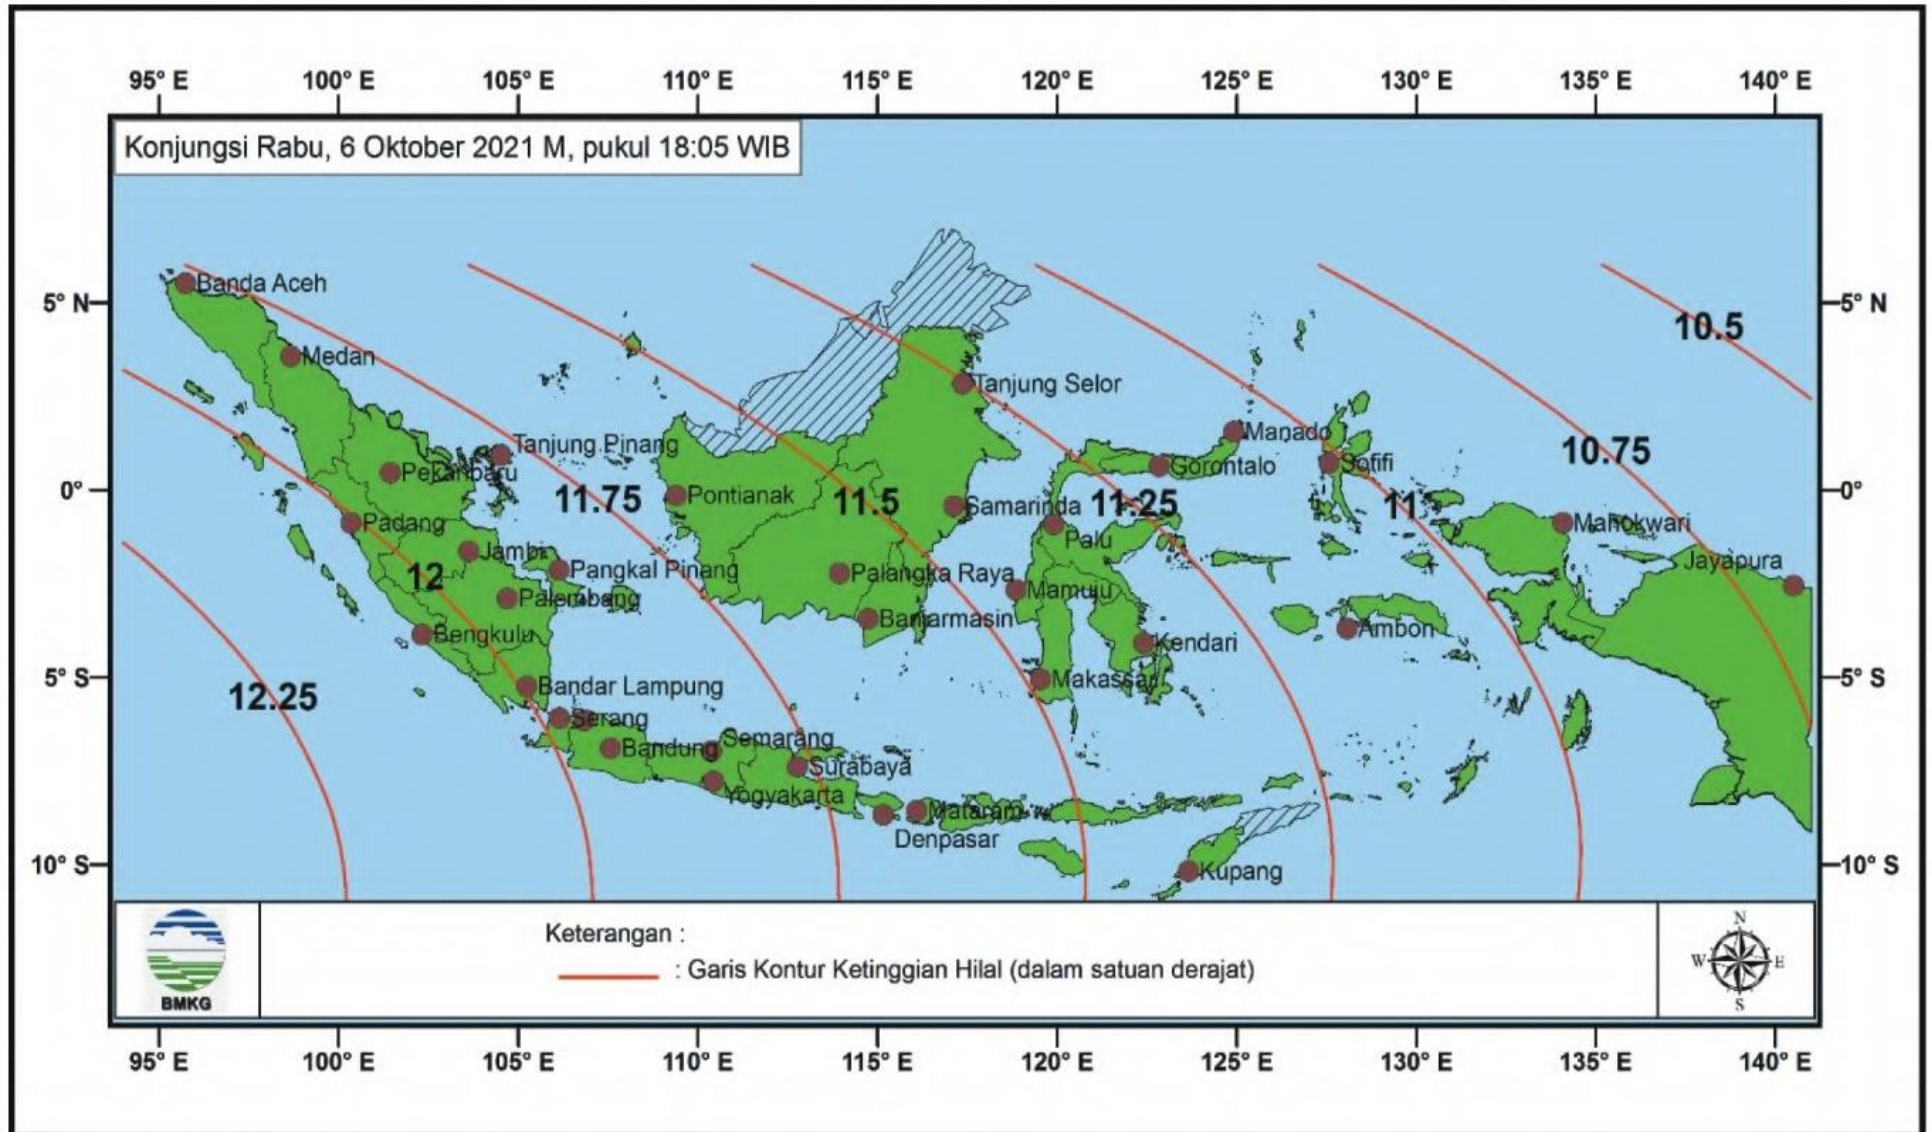 95° E 100° E 105° E 110° E 115° E 120° E 125° E 130° E 135° E 140° E
Konjungsi Rabu, 6 Oktober 2021 M, pukul 18:05 WIB
Banda Aceh
5° N
5° N
10.5
Medan
Tanjung Selor
Manado
Tanjung Pinang
10.75
Sofifi
Gorontalo
Pekanbaru
0°
11.75
Pontianak
11.5
Samarinda
11.25
11
0°
Padang
Manokwari
Palu
Jambi
Jayapura
Pangkal Pinang
12
Palangka Raya
Mamuju
Palembang
Banjarmasin
Bengkulu
Ambon
Kendari
5° S
Makassar
5° S
Bandar Lampung
12.25
Serang
Semarang
Bandung
Surabaya
Yogyakarta
Mataram
Denpasar
10° S
Kupang
10° S
BMKG
Keterangan :
: Garis Kontur Ketinggian Hilal (dalam satuan derajat)
N
W E
S
95° E 100° E 105° E 110° E 115° E 120° E 125° E 130° E 135° E 140° E